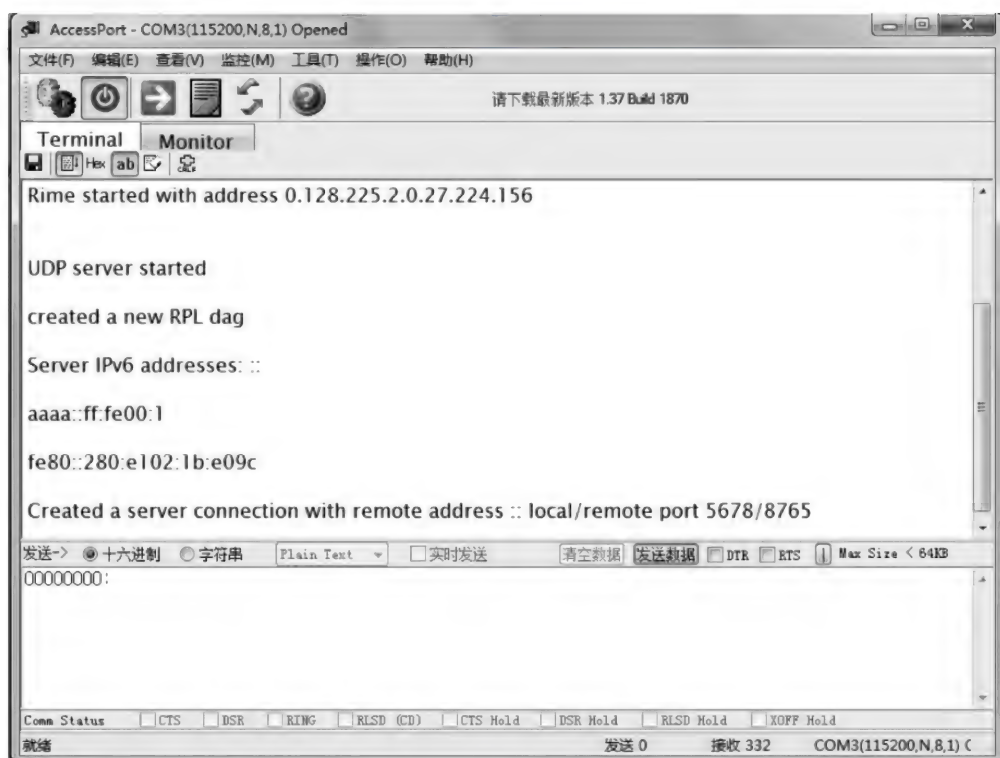 AccessPort - COM3(115200,N,8,1) Opened
文件(F) 编辑(E) 查看(V) 监控(M) 工具(T) 操作(O) 帮助(H)
请下载最新版本 1.37 Build 1870
Terminal Monitor
Hex ab
Rime started with address 0.128.225.2.0.27.224.156
UDP server started
created a new RPL dag
Server IPv6 addresses: ::
aaaa::ff:fe00:1
fe80::280:e102:1b:e09c
Created a server connection with remote address :: local/remote port 5678/8765
发送-> 十六进制 字符串 Plain Text 实时发送 清空数据 发送数据 DTR RTS Max Size < 64KB
00000000:
Comm Status CTS DSR RING RLSD (CD) CTS Hold DSR Hold RLSD Hold XOFF Hold
就绪 发送 0 接收 332 COM3(115200,N,8,1) C